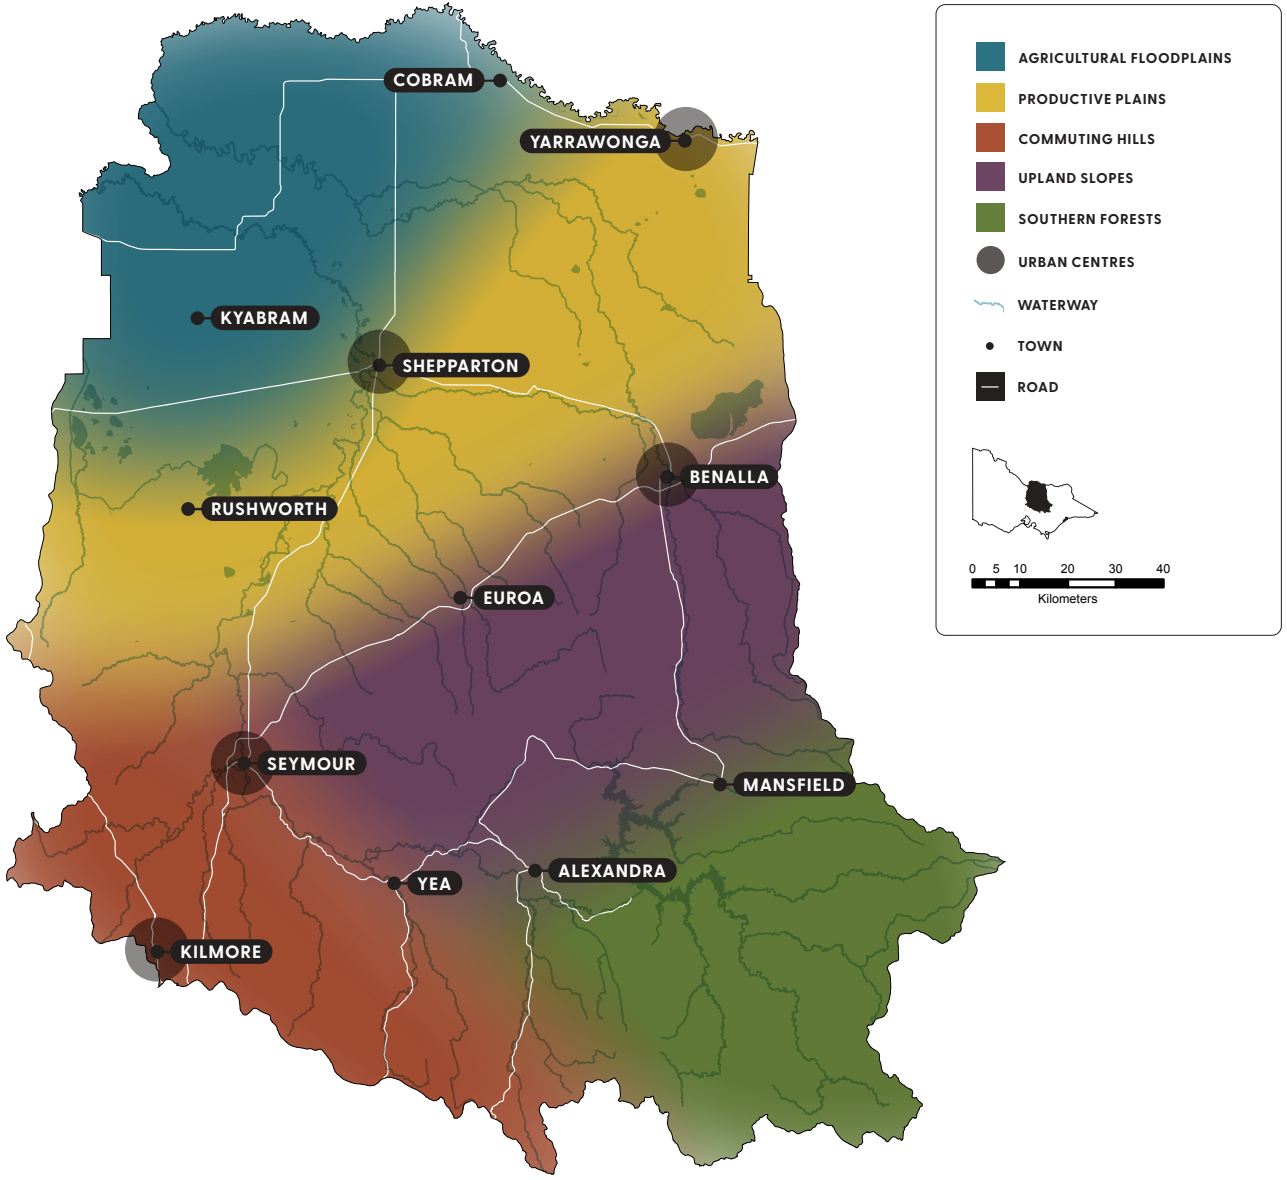 COBRAM
YARRAWONGA
KYABRAM
SHEPPARTON
BENALLA
RUSHWORTH
EUROA
SEYMOUR
MANSFIELD
ALEXANDRA
YEA
KILMORE
AGRICULTURAL FLOODPLAINS
PRODUCTIVE PLAINS
COMMUTING HILLS
UPLAND SLOPES
SOUTHERN FORESTS
URBAN CENTRES
WATERWAY
TOWN
ROAD
0 5 10 20 30 40
Kilometers